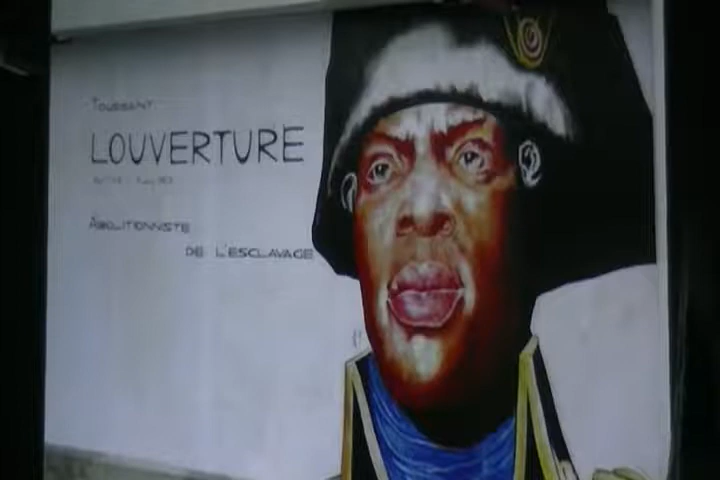 TOUSSAINT
LOUVERTURE
ABOLITIONNISTE
DE L'ESCLAVAGE